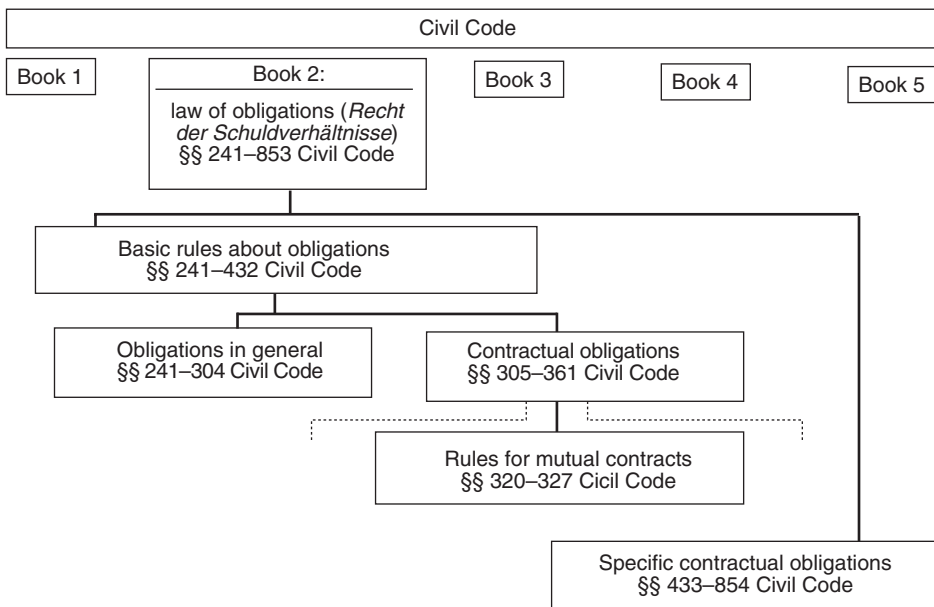 Civil Code
Book 1
Book 2:
law of obligations (Recht
der Schuldverhältnisse)
§§ 241–853 Civil Code
Book 3
Book 4
Book 5
Basic rules about obligations
§§ 241–432 Civil Code
Obligations in general
§§ 241–304 Civil Code
Contractual obligations
§§ 305–361 Civil Code
Rules for mutual contracts
§§ 320–327 Cicil Code
Specific contractual obligations
§§ 433–854 Civil Code